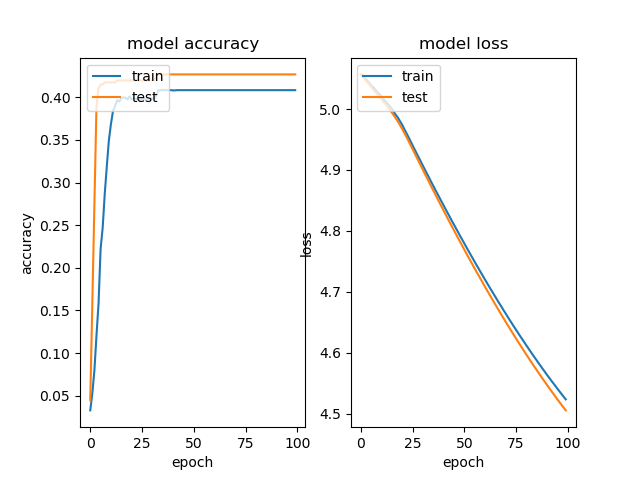 model accuracy
train
test
0.40
0.35
0.30
0.25
0.20
0.15
0.10
0.05
accuracy
0 25 50 75 100
epoch
model loss
train
test
5.0
4.9
4.8
4.7
4.6
4.5
loss
0 25 50 75 100
epoch